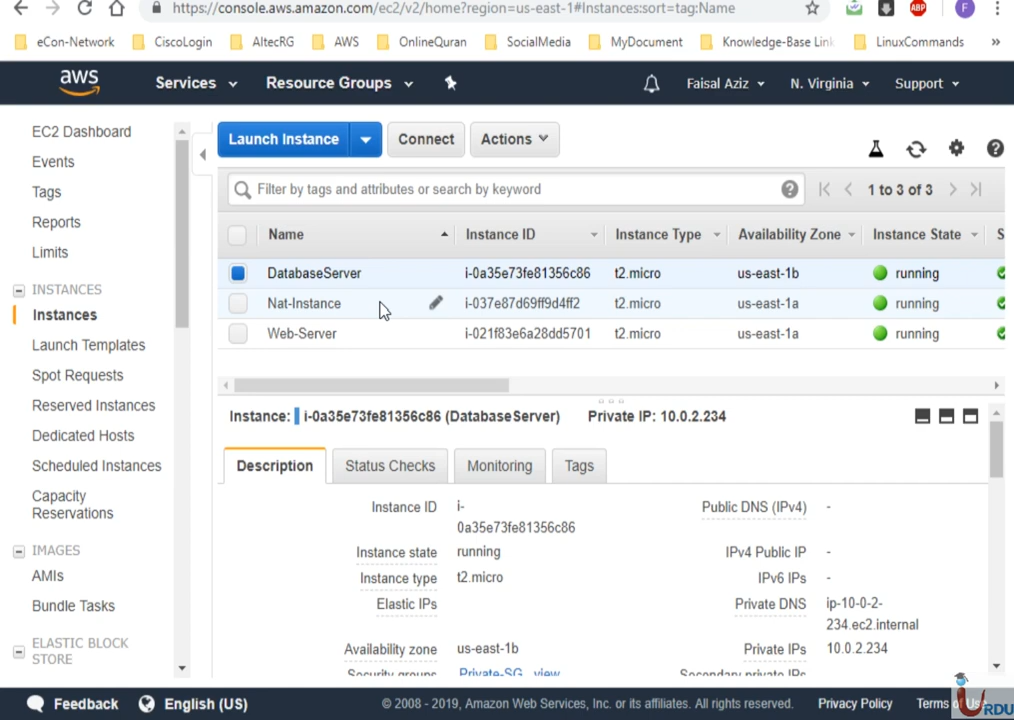 https://console.aws.amazon.com/ec2/v2/home?region=us-east-1#Instances:sort=tag:Name
ABP
F
eCon-Network
CiscoLogin
AltecRG
AWS
OnlineQuran
SocialMedia
MyDocument
Knowledge-Base Link
LinuxCommands
»
aws
Services
Resource Groups
Faisal Aziz
N. Virginia
Support
EC2 Dashboard
Events
Tags
Reports
Limits
INSTANCES
Instances
Launch Templates
Spot Requests
Reserved Instances
Dedicated Hosts
Scheduled Instances
Capacity
Reservations
IMAGES
AMIs
Bundle Tasks
ELASTIC BLOCK
STORE
Launch Instance
Connect
Actions
Filter by tags and attributes or search by keyword
1 to 3 of 3
Name Instance ID Instance Type Availability Zone Instance State S
DatabaseServer i-0a35e73fe81356c86 t2.micro us-east-1b running
Nat-Instance i-037e87d69ff9d4ff2 t2.micro us-east-1a running
Web-Server i-021f83e6a28dd5701 t2.micro us-east-1a running
Instance: i-0a35e73fe81356c86 (DatabaseServer) Private IP: 10.0.2.234
Description
Status Checks
Monitoring
Tags
Instance ID i-
0a35e73fe81356c86
Instance state running
Instance type t2.micro
Elastic IPs
Availability zone us-east-1b
Security groups Private-SG. view
Public DNS (IPv4) -
IPv4 Public IP -
IPv6 IPs -
Private DNS ip-10-0-2-
234.ec2.internal
Private IPs 10.0.2.234
Secondary private IPs
Feedback
English (US)
© 2008 - 2019, Amazon Web Services, Inc. or its affiliates. All rights reserved.
Privacy Policy
Terms of Use
URDU